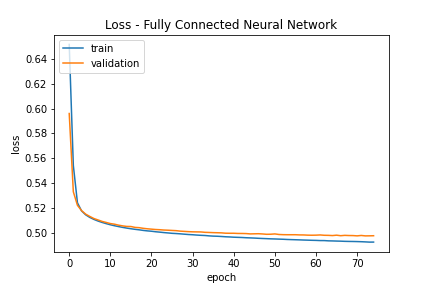 Loss - Fully Connected Neural Network
train
validation
loss
0.64
0.62
0.60
0.58
0.56
0.54
0.52
0.50
0 10 20 30 40 50 60 70
epoch